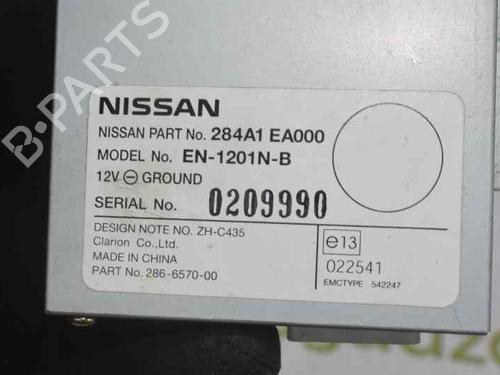 NISSAN
NISSAN PART No. 284A1 EA000
MODEL No. EN-1201N-B
12V ⊖ GROUND
SERIAL No. 0209990
DESIGN NOTE NO. ZH-C435
Clarion Co.,Ltd.
MADE IN CHINA
PART No. 286-6570-00
e13
022541
EMCTYPE 542247